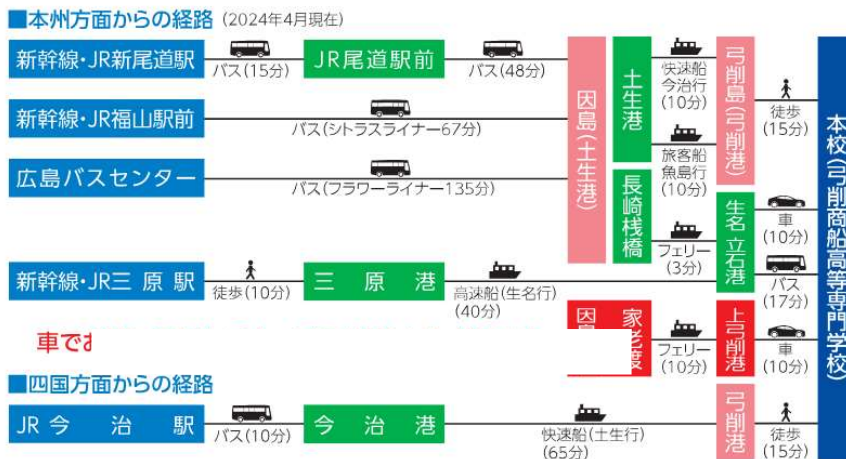 ■本州方面からの経路 (2024年4月現在)
新幹線・JR新尾道駅
バス(15分)
JR尾道駅前
バス(48分)
新幹線・JR福山駅前
バス(シトラスライナー67分)
広島バスセンター
バス(フラワーライナー135分)
因島(土生港)
土生港
快速船
今治行
(10分)
旅客船
魚島行
(10分)
弓削島(弓削港)
徒歩
(15分)
長崎桟橋
フェリー
(3分)
生名 立石港
車
(10分)
バス
(17分)
新幹線・JR三原駅
徒歩(10分)
三原港
高速船(生名行)
(40分)
車でお
因島
家老渡
フェリー
(10分)
上弓削港
車
(10分)
本校(弓削商船高等専門学校)
■四国方面からの経路
JR今治駅
バス(10分)
今治港
快速船(土生行)
(65分)
弓削港
徒歩
(15分)